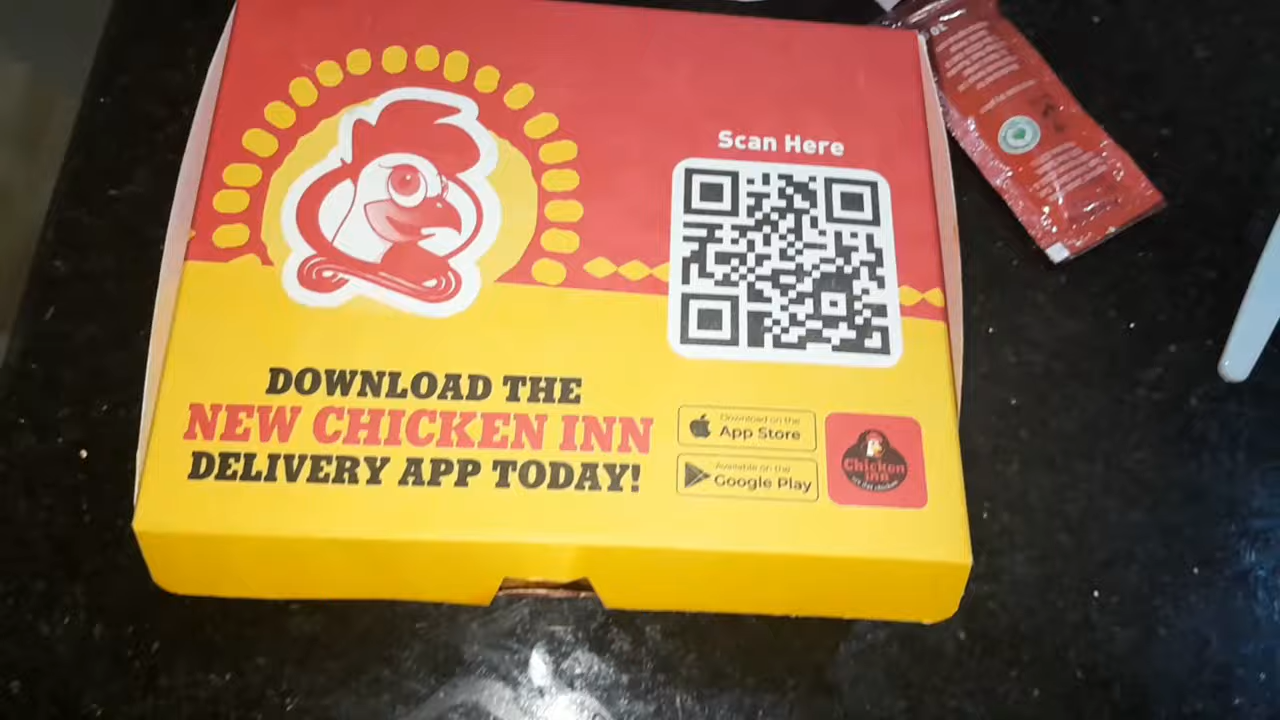 Scan Here
DOWNLOAD THE
NEW CHICKEN INN
DELIVERY APP TODAY!
Download on the
App Store
Available on the
Google Play
Chicken
inn